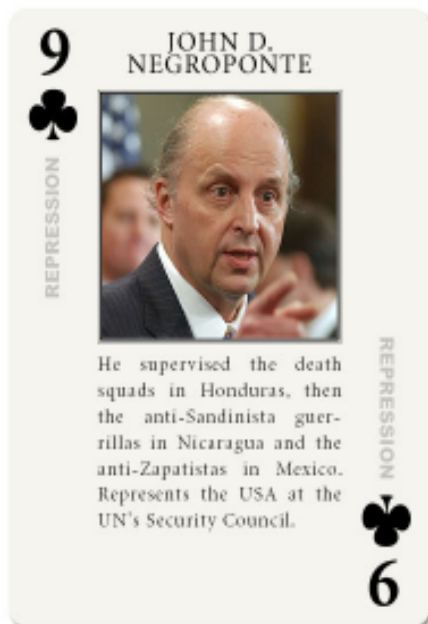 9
JOHN D.
NEGROPONTE
REPRESSION
He supervised the death
squads in Honduras, then
the anti-Sandinista guer-
rillas in Nicaragua and the
anti-Zapatistas in Mexico.
Represents the USA at the
UN's Security Council.
REPRESSION
9